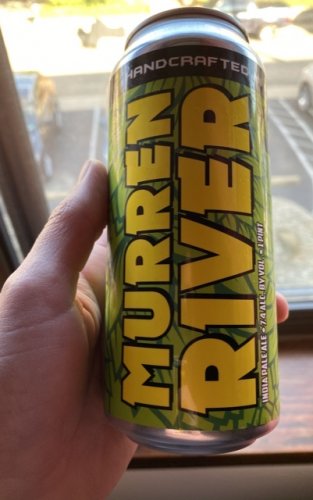 HANDCRAFTED
MURREN
RIVER
INDIA PALE ALE • 7.4 ALC. BY VOL. • 1 PINT